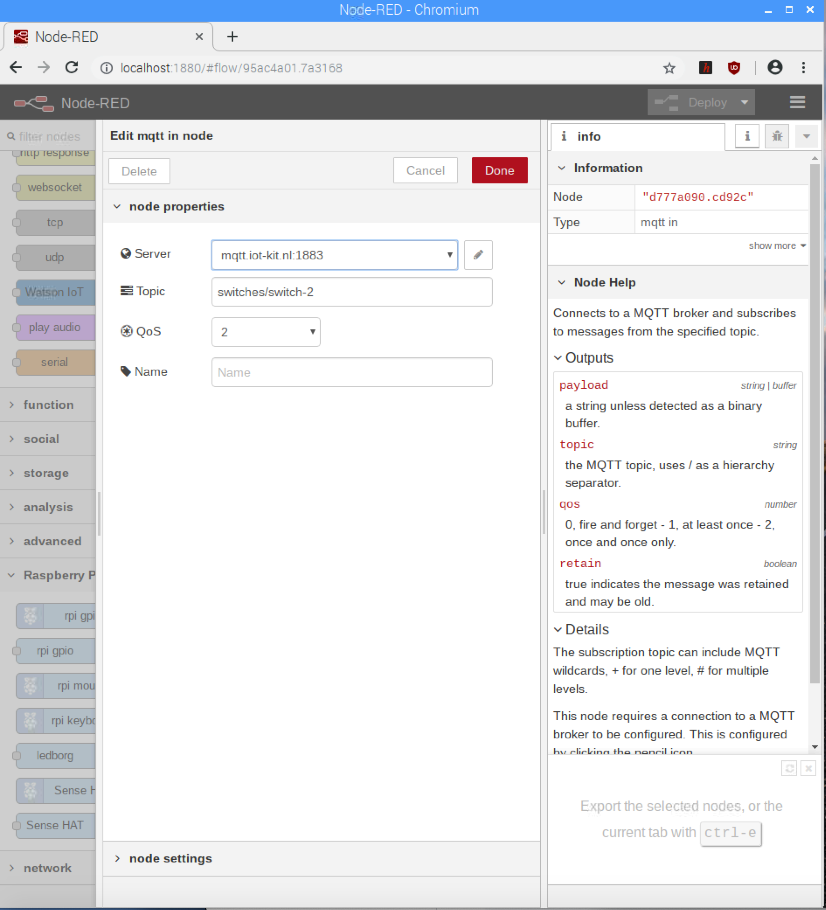 Node-RED - Chromium
Node-RED
localhost:1880/#flow/95ac4a01.7a3168
Node-RED
Deploy
filter nodes
http response
websocket
tcp
udp
Watson IoT
play audio
serial
function
social
storage
analysis
advanced
Raspberry P
rpi gpi
rpi gpio
rpi mou
rpi keybo
ledborg
Sense H
Sense HAT
network
Edit mqtt in node
Delete
Cancel
Done
node properties
Server
mqtt.iot-kit.nl:1883
Topic
switches/switch-2
QoS
2
Name
Name
node settings
i info
i
Information
Node
"d777a090.cd92c"
Type
mqtt in
show more
Node Help
Connects to a MQTT broker and subscribes
to messages from the specified topic.
Outputs
payload
string | buffer
a string unless detected as a binary
buffer.
topic
string
the MQTT topic, uses / as a hierarchy
separator.
qos
number
0, fire and forget - 1, at least once - 2,
once and once only.
retain
boolean
true indicates the message was retained
and may be old.
Details
The subscription topic can include MQTT
wildcards, + for one level, # for multiple
levels.
This node requires a connection to a MQTT
broker to be configured. This is configured
by clicking the pencil icon.
Export the selected nodes, or the
current tab with ctrl-e